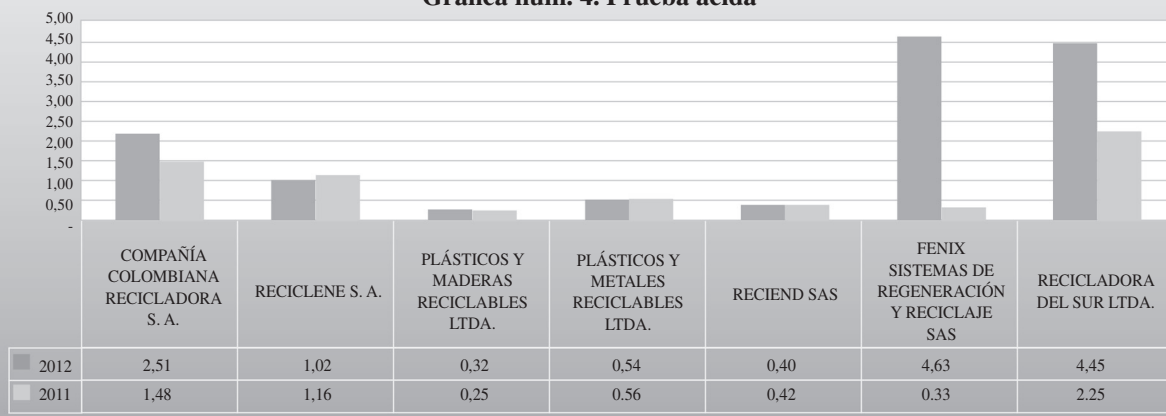 Gráfica núm. 4. Prueba ácida
5,00
4,50
4,00
3,50
3,00
2,50
2,00
1,50
1,00
0,50
-
COMPAÑÍA
COLOMBIANA
RECICLADORA
S. A.
RECICLENE S. A.
PLÁSTICOS Y
MADERAS
RECICLABLES
LTDA.
PLÁSTICOS Y
METALES
RECICLABLES
LTDA.
RECIEND SAS
FENIX
SISTEMAS DE
REGENERACIÓN
Y RECICLAJE
SAS
RECICLADORA
DEL SUR LTDA.
2012 2,51 1,02 0,32 0,54 0,40 4,63 4,45
2011 1,48 1,16 0,25 0.56 0,42 0.33 2.25